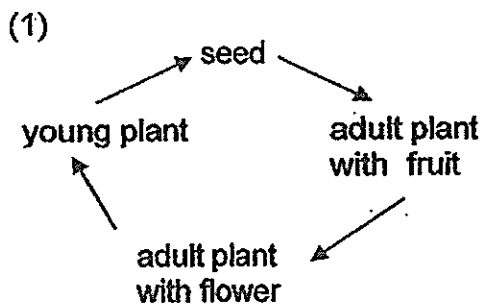 (1)
seed
adult plant
with fruit
adult plant
with flower
young plant